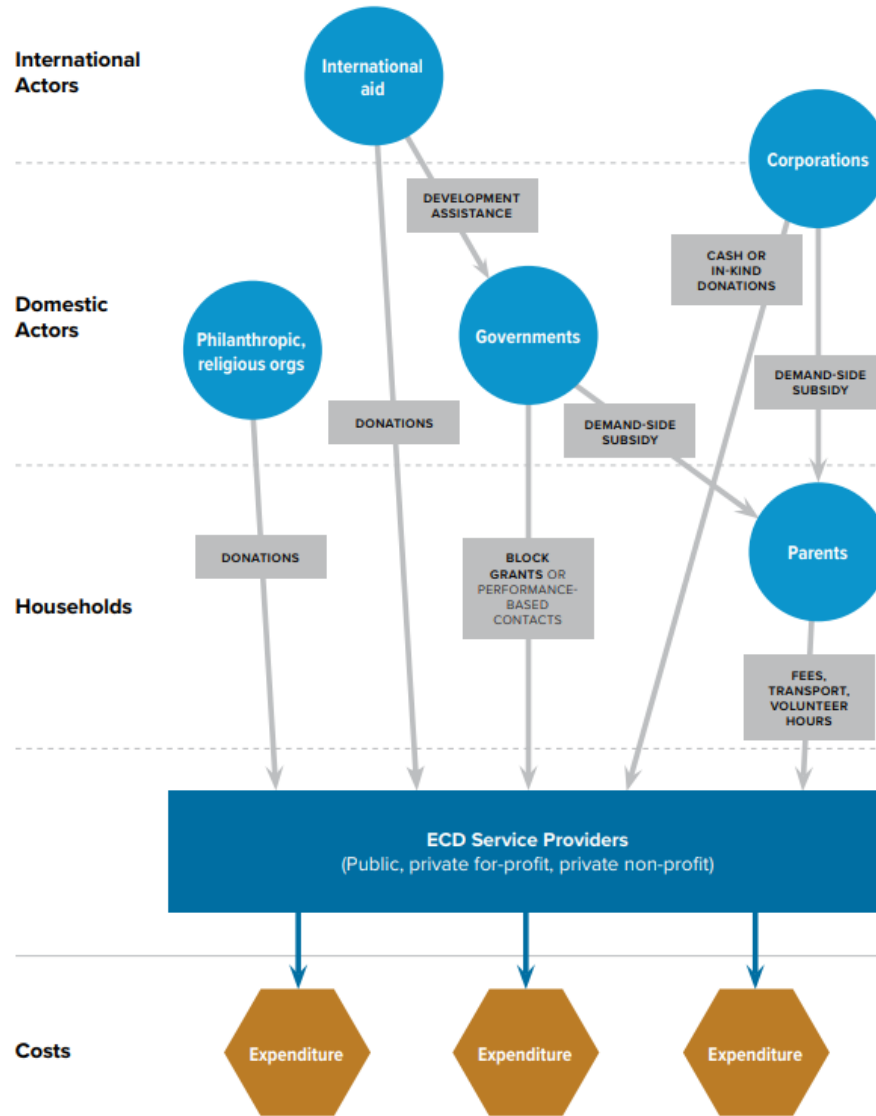 International
Actors
International
aid
Corporations
DEVELOPMENT
ASSISTANCE
CASH OR
IN-KIND
DONATIONS
Domestic
Actors
Philanthropic,
religious orgs
Governments
DEMAND-SIDE
SUBSIDY
DONATIONS
DEMAND-SIDE
SUBSIDY
DONATIONS
BLOCK
GRANTS OR
PERFORMANCE-
BASED
CONTACTS
Parents
Households
FEES,
TRANSPORT,
VOLUNTEER
HOURS
ECD Service Providers
(Public, private for-profit, private non-profit)
Costs
Expenditure
Expenditure
Expenditure